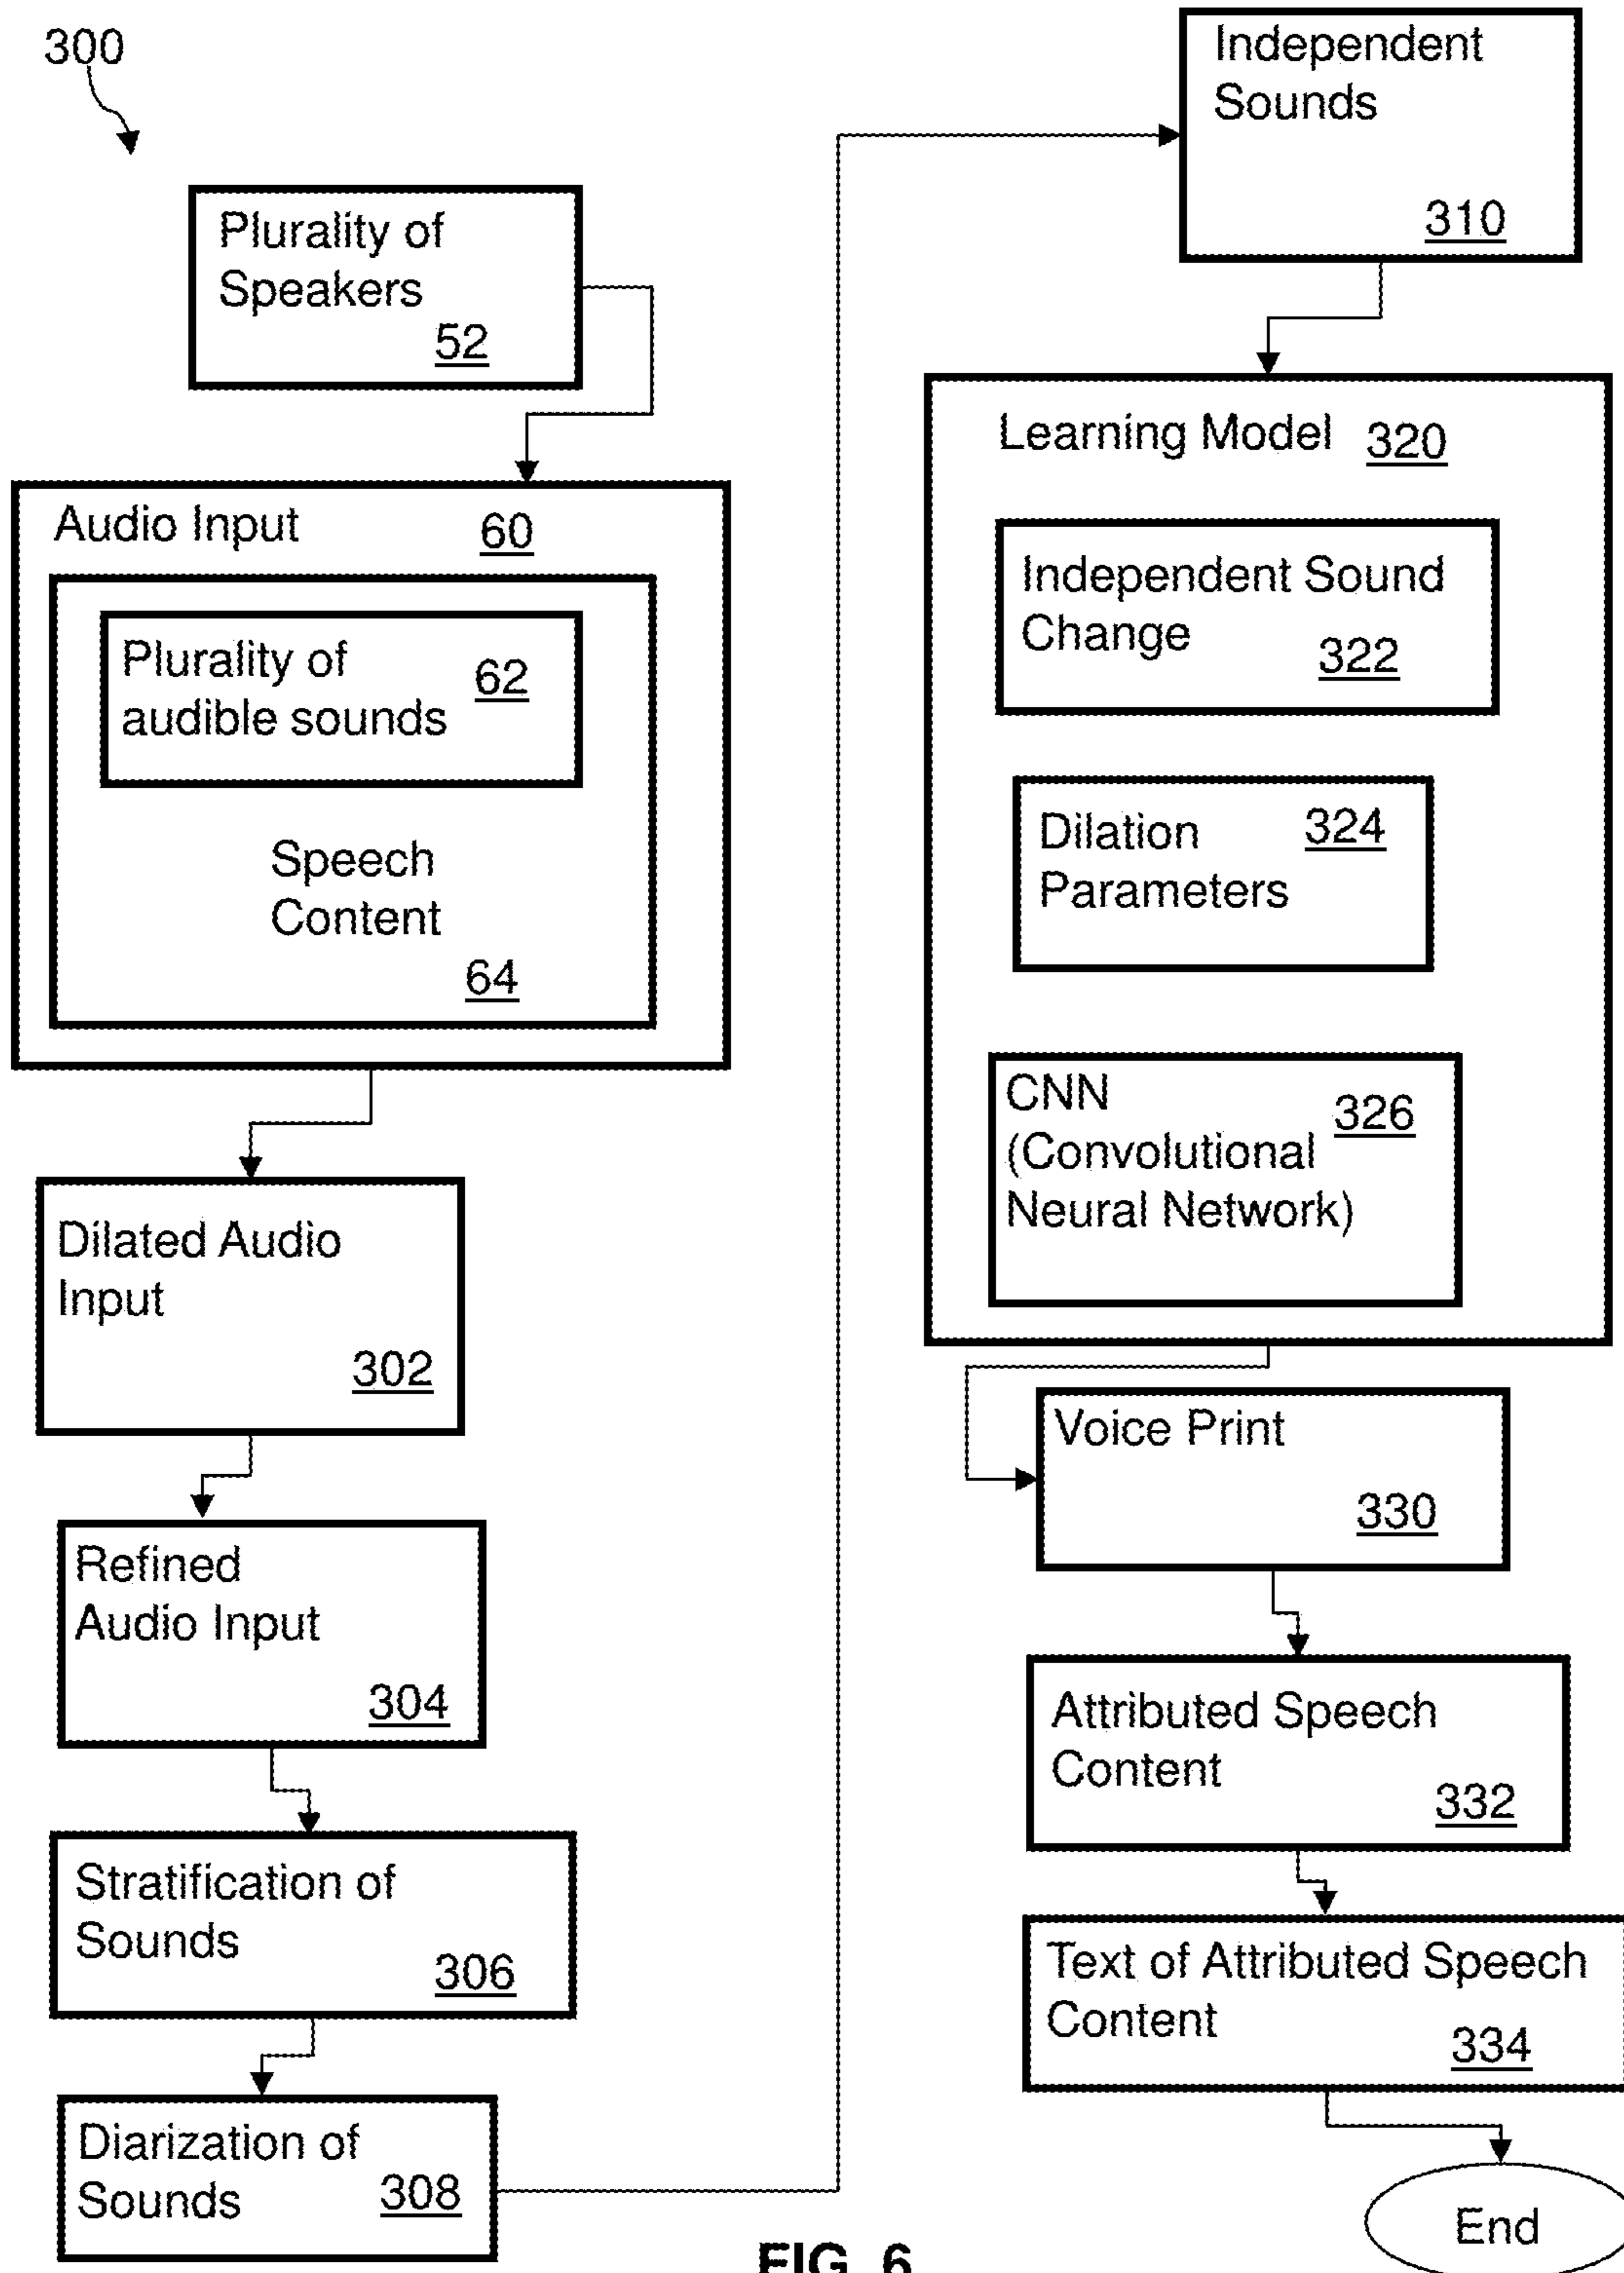 300
Plurality of
Speakers
52
Audio Input 60
Plurality of 62
audible sounds
Speech
Content
64
Dilated Audio
Input
302
Refined
Audio Input
304
Stratification of
Sounds
306
Diarization of
Sounds 308
Independent
Sounds
310
Learning Model 320
Independent Sound
Change 322
Dilation 324
Parameters
CNN 326
(Convolutional
Neural Network)
Voice Print
330
Attributed Speech
Content
332
Text of Attributed Speech
Content
334
End
FIG. 6